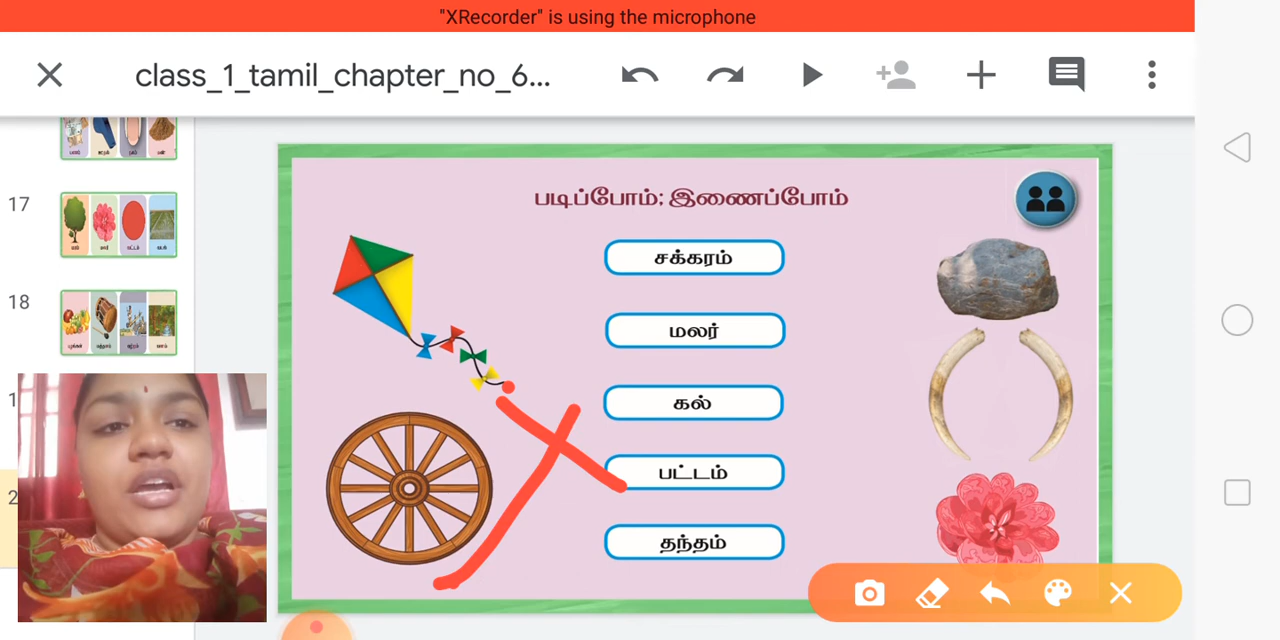 "XRecorder" is using the microphone
class_1_tamil_chapter_no_6...
17
18
படிப்போம்; இணைப்போம்
சக்கரம்
மலர்
கல்
பட்டம்
தந்தம்